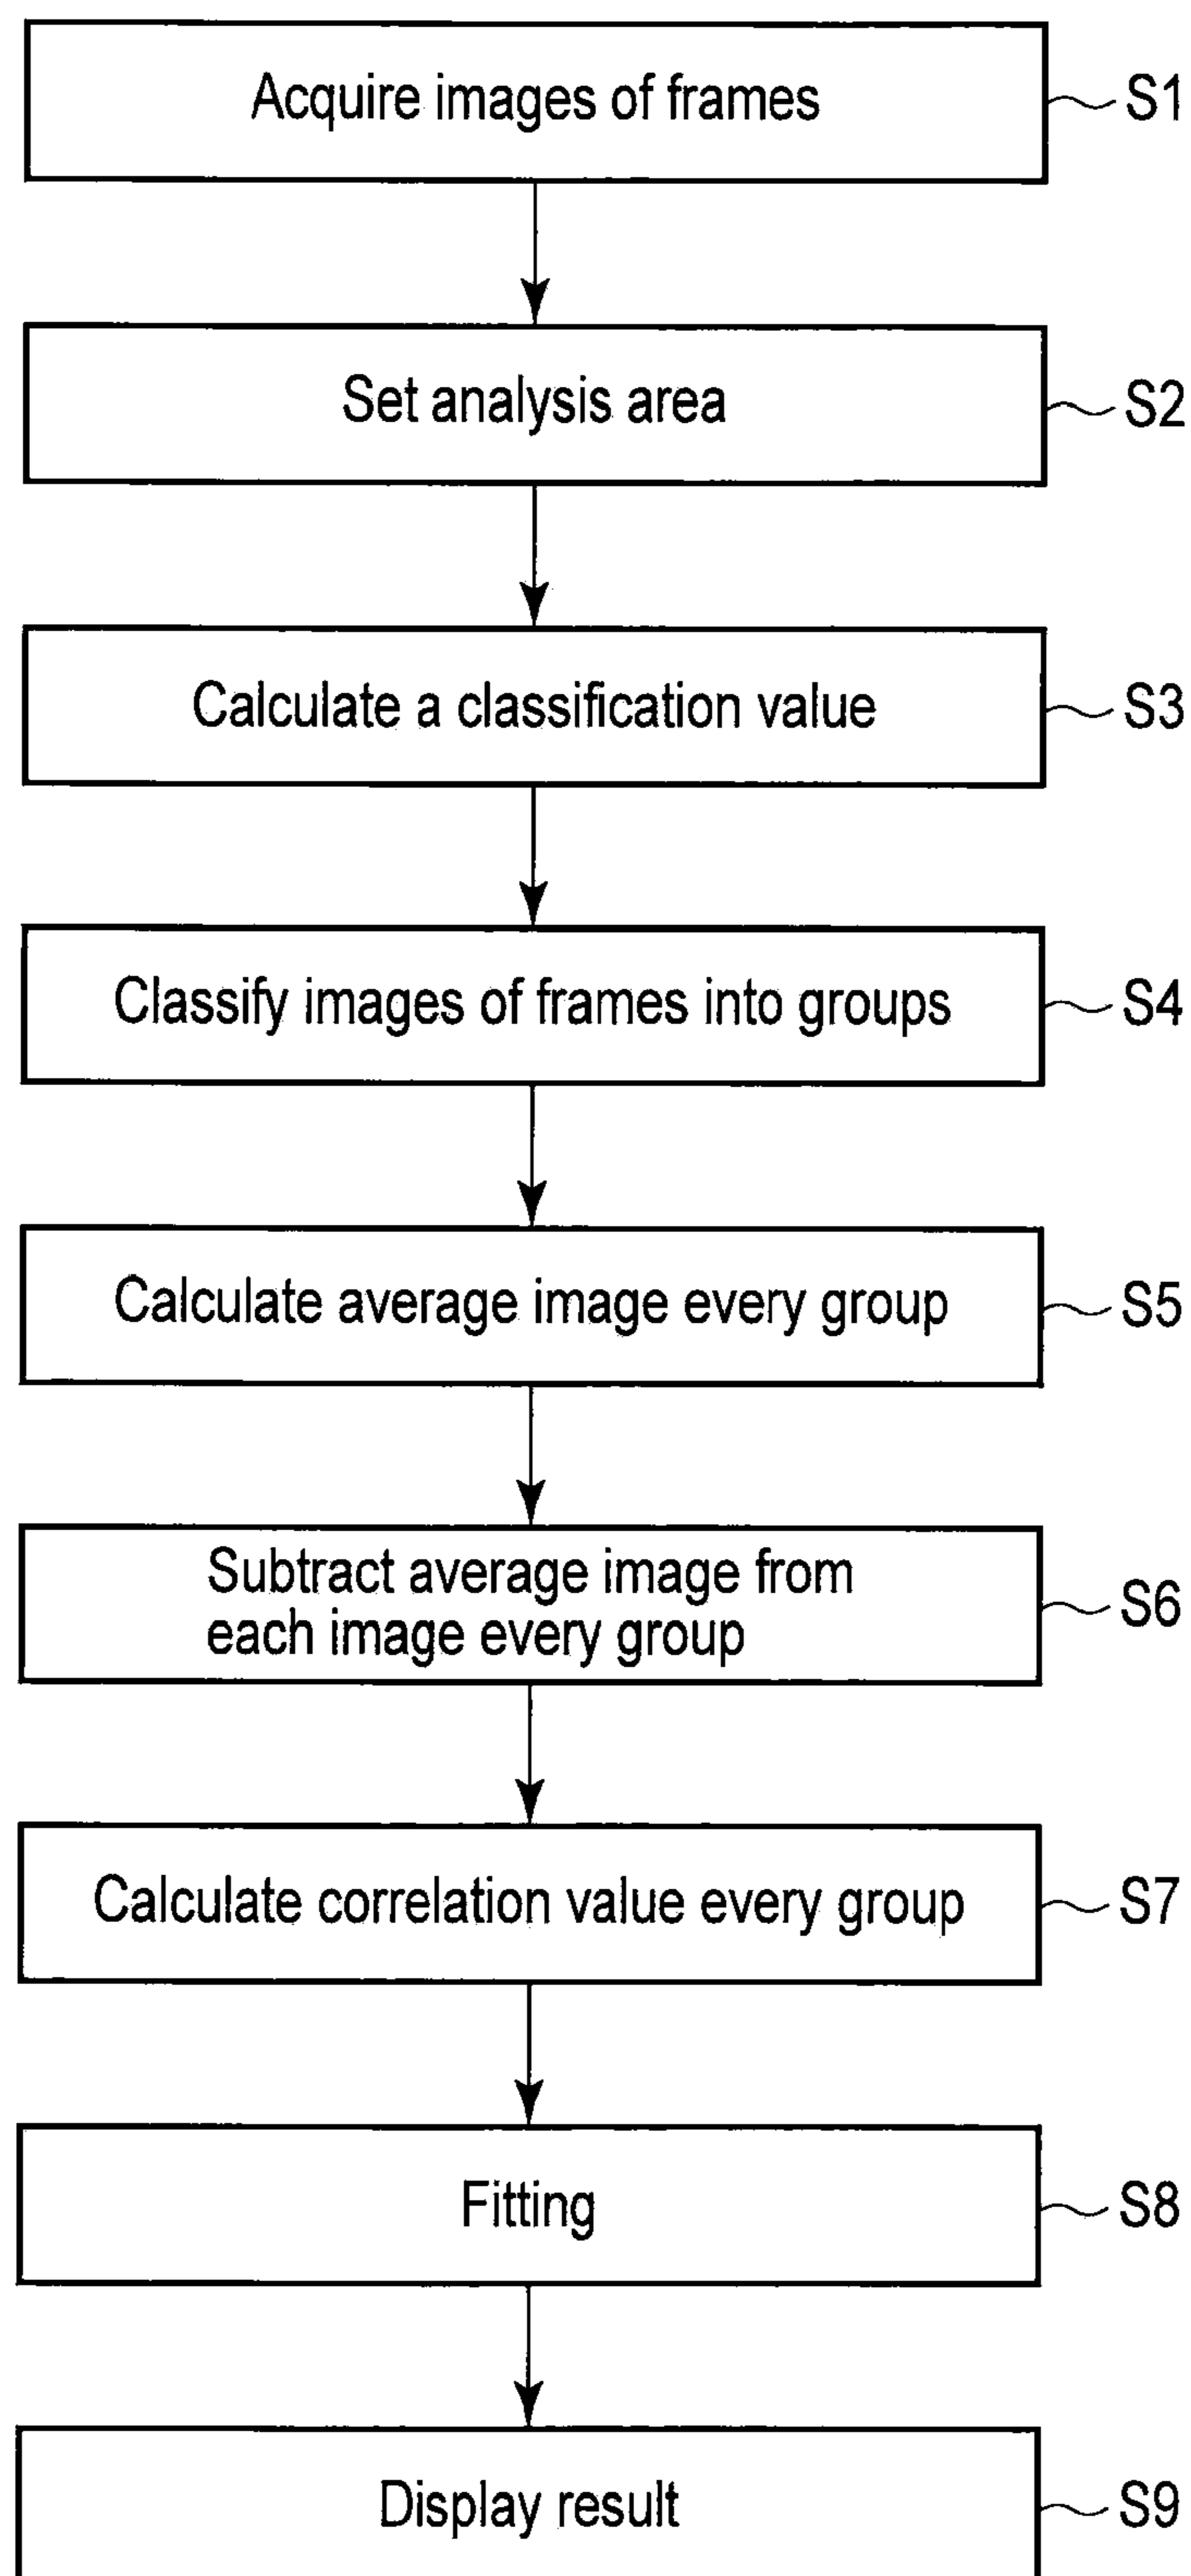 Acquire images of frames
S1
Set analysis area
S2
Calculate a classification value
S3
Classify images of frames into groups
S4
Calculate average image every group
S5
Subtract average image from
each image every group
S6
Calculate correlation value every group
S7
Fitting
S8
Display result
S9